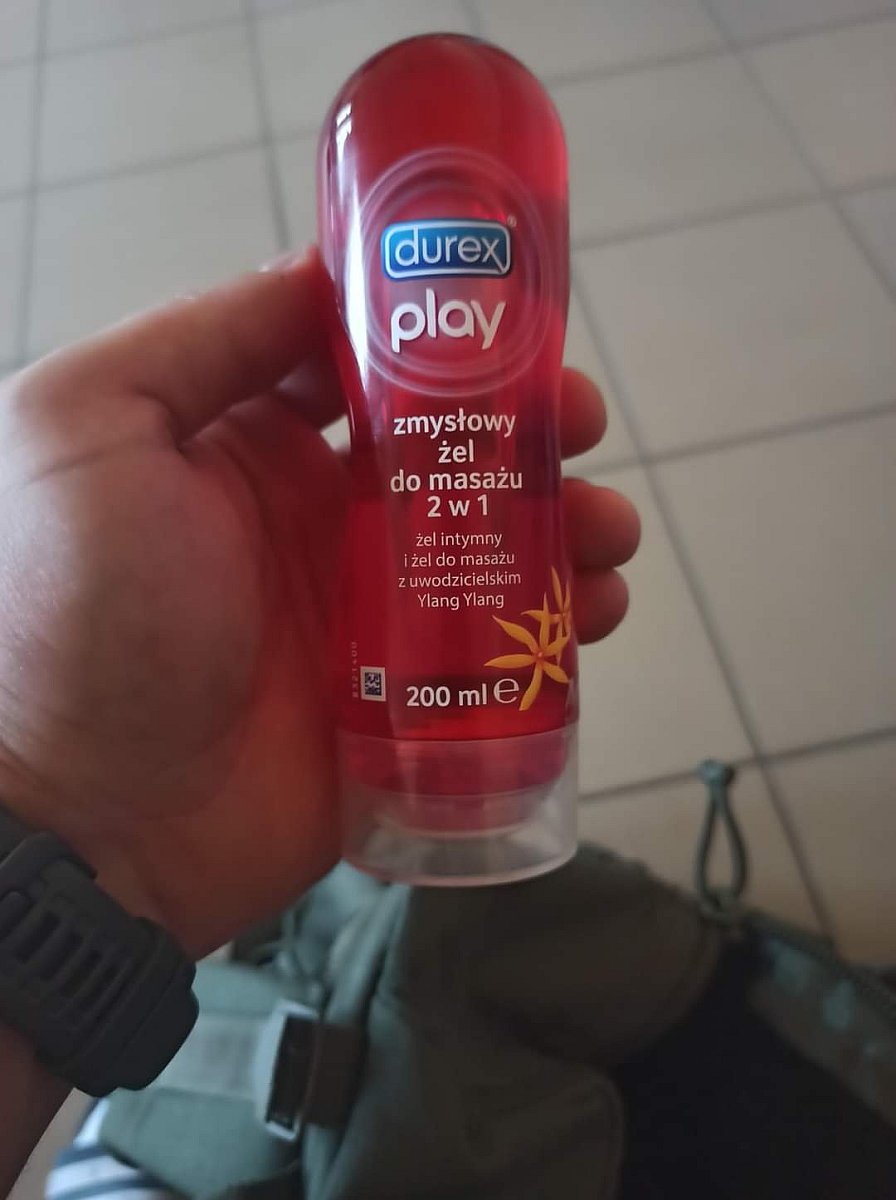 durex®
play
zmysłowy
żel
do masażu
2 w 1
żel intymny
i żel do masażu
z uwodzicielskim
Ylang Ylang
200 ml e